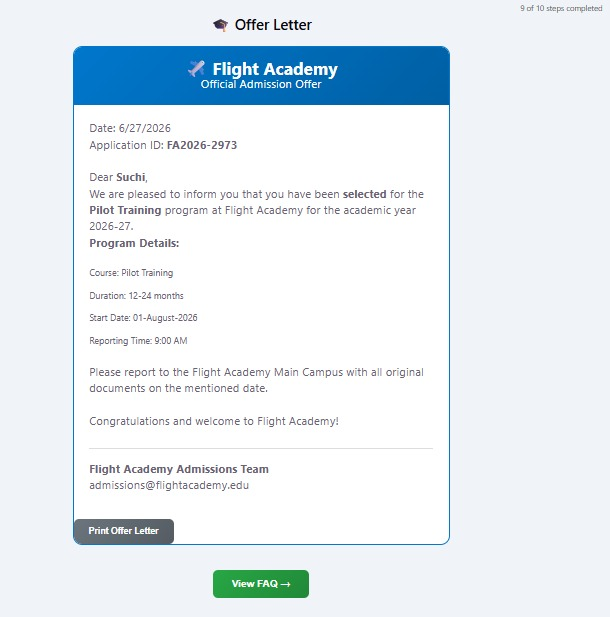 9 of 10 steps completed
🎓 Offer Letter
✈️ Flight Academy
Official Admission Offer
Date: 6/27/2026
Application ID: FA2026-2973
Dear Suchi,
We are pleased to inform you that you have been selected for the
Pilot Training program at Flight Academy for the academic year
2026-27.
Program Details:
Course: Pilot Training
Duration: 12-24 months
Start Date: 01-August-2026
Reporting Time: 9:00 AM
Please report to the Flight Academy Main Campus with all original
documents on the mentioned date.
Congratulations and welcome to Flight Academy!
Flight Academy Admissions Team
admissions@flightacademy.edu
Print Offer Letter
View FAQ →